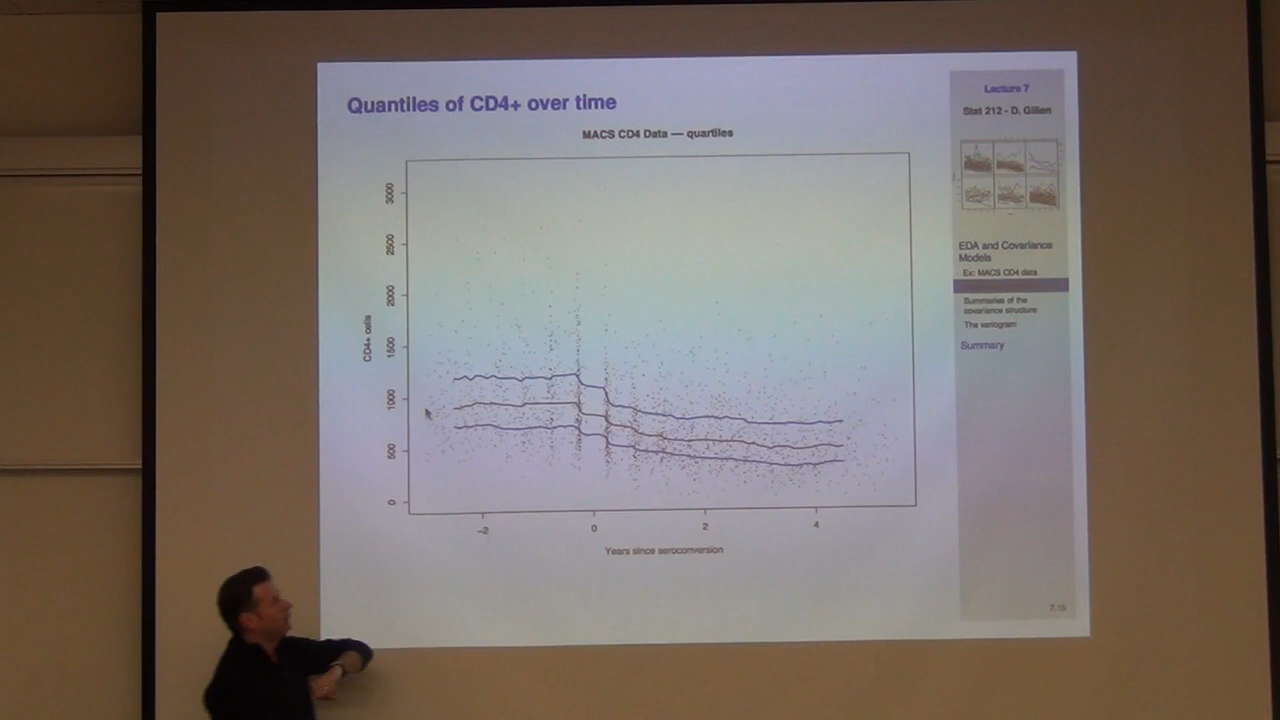 Quantiles of CD4+ over time
MACS CD4 Data — quartiles
3000
2500
2000
1500
1000
500
0
CD4+ cells
−2
0
2
4
Years since seroconversion
Lecture 7
Stat 212 - D. Gillen
EDA and Covariance
Models
Ex: MACS CD4 data
Summaries of the
covariance structure
The variogram
Summary